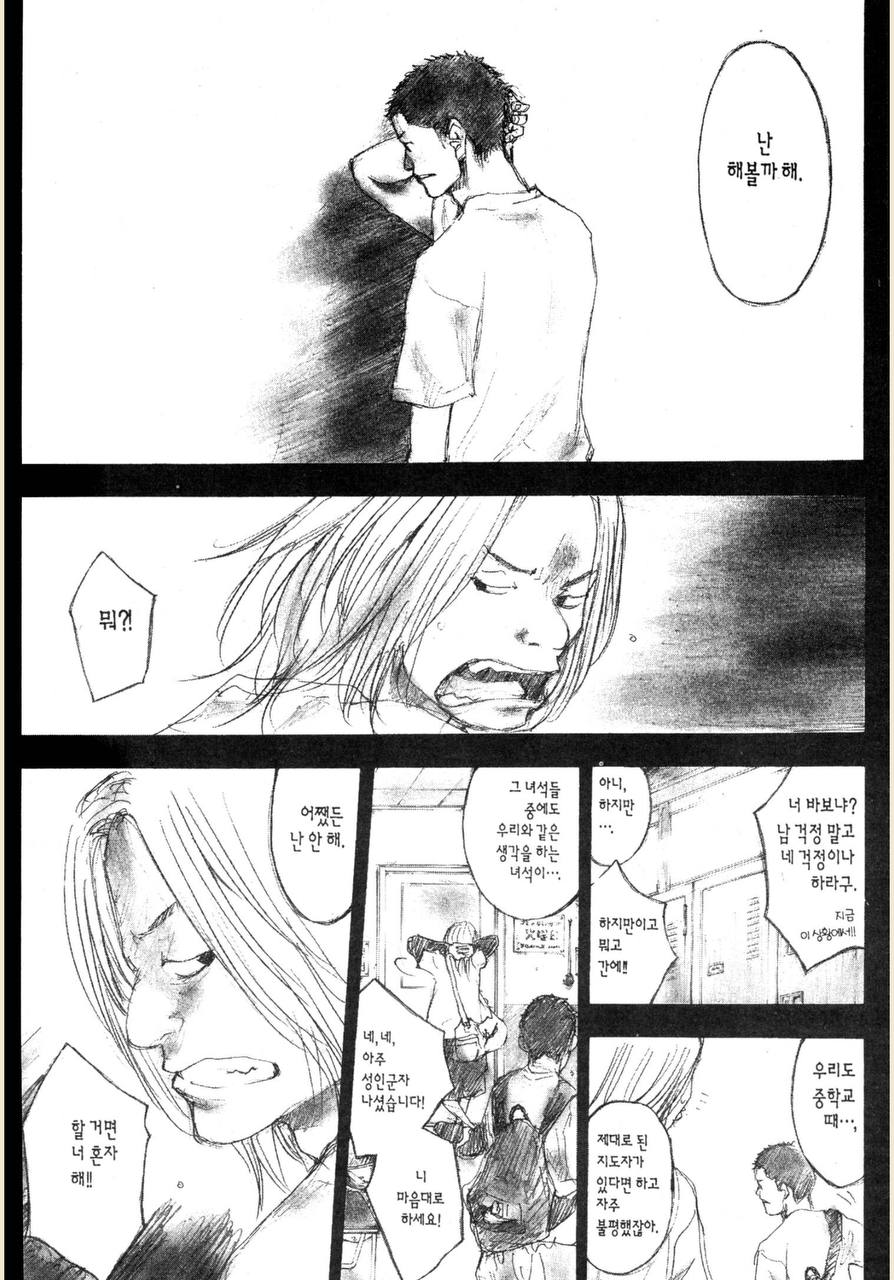 난
해볼까 해.
뭐?!
너 바보냐?
남 걱정 말고
네 걱정이나
하라구.
지금
이 상황에서!!
아니,
하지만
….
하지만이고
뭐고
간에!!
우리도
중학교
때…,
제대로 된
지도자가
있다면 하고
자주
불평했잖아.
그 녀석들
중에도
우리와 같은
생각을 하는
녀석이….
네, 네,
아주
성인군자
나셨습니다!
니
마음대로
하세요!
어쨌든
난 안 해.
할 거면
너 혼자
해!!